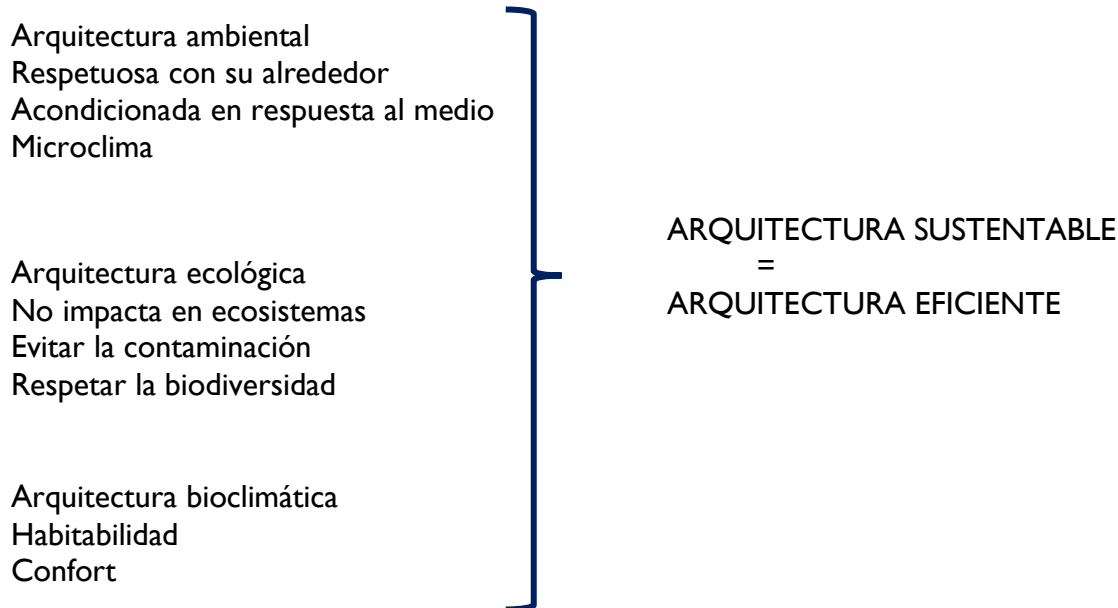 Arquitectura ambiental
Respetuosa con su alrededor
Acondicionada en respuesta al medio
Microclima
Arquitectura ecológica
No impacta en ecosistemas
Evitar la contaminación
Respetar la biodiversidad
Arquitectura bioclimática
Habitabilidad
Confort
ARQUITECTURA SUSTENTABLE
=
ARQUITECTURA EFICIENTE